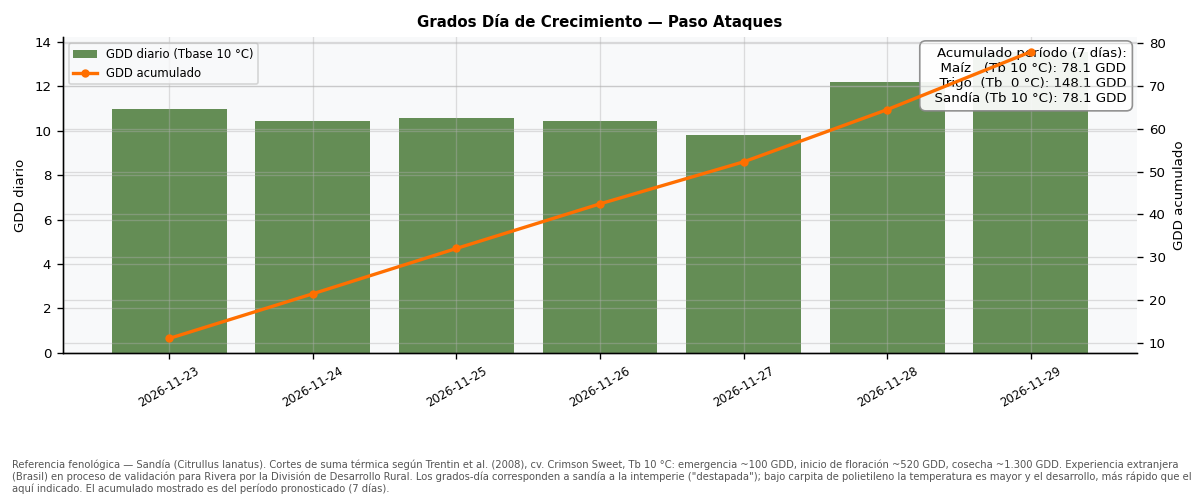 Grados Día de Crecimiento — Paso Ataques
GDD diario (Tbase 10 °C)
GDD acumulado
Acumulado período (7 días):
Maíz (Tb 10 °C): 78.1 GDD
Trigo (Tb 0 °C): 148.1 GDD
Sandía (Tb 10 °C): 78.1 GDD
GDD diario
14
12
10
8
6
4
2
0
GDD acumulado
80
70
60
50
40
30
20
10
2026-11-23
2026-11-24
2026-11-25
2026-11-26
2026-11-27
2026-11-28
2026-11-29
Referencia fenológica — Sandía (Citrullus lanatus). Cortes de suma térmica según Trentin et al. (2008), cv. Crimson Sweet, Tb 10 °C: emergencia ~100 GDD, inicio de floración ~520 GDD, cosecha ~1.300 GDD. Experiencia extranjera
(Brasil) en proceso de validación para Rivera por la División de Desarrollo Rural. Los grados-día corresponden a sandía a la intemperie ("destapada"); bajo carpita de polietileno la temperatura es mayor y el desarrollo, más rápido que el
aquí indicado. El acumulado mostrado es del período pronosticado (7 días).